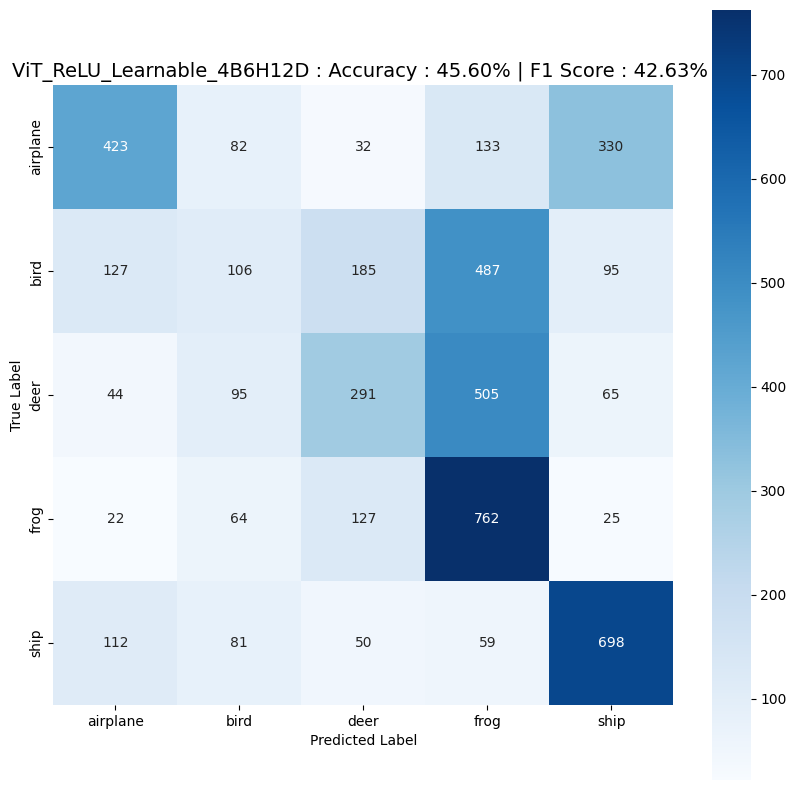 ViT_ReLU_Learnable_4B6H12D : Accuracy : 45.60% | F1 Score : 42.63%
airplane 423 82 32 133 330
bird 127 106 185 487 95
deer 44 95 291 505 65
frog 22 64 127 762 25
ship 112 81 50 59 698
airplane bird deer frog ship
Predicted Label
True Label
700
600
500
400
300
200
100